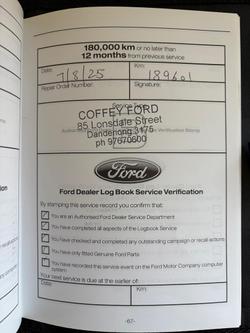 180,000 km or no later than
12 months from previous service
Date:
Km:
7/8/25
189601
Repair Order Number:
Signature:
COFFEY FORD
85 Lonsdale Street
Dandenong 3175
ph 97670600
Ford
Ford Dealer Log Book Service Verification
By stamping this service record you confirm that:
You are an Authorised Ford Dealer Service Department
You have completed all aspects of the Logbook Service
You have checked and completed any outstanding campaign or recall actions
You have only fitted Genuine Ford Parts
You have recorded this service event on the Ford Motor Company computer
system
Your next service is due at the earlier of:
Date:
Km:
-67-